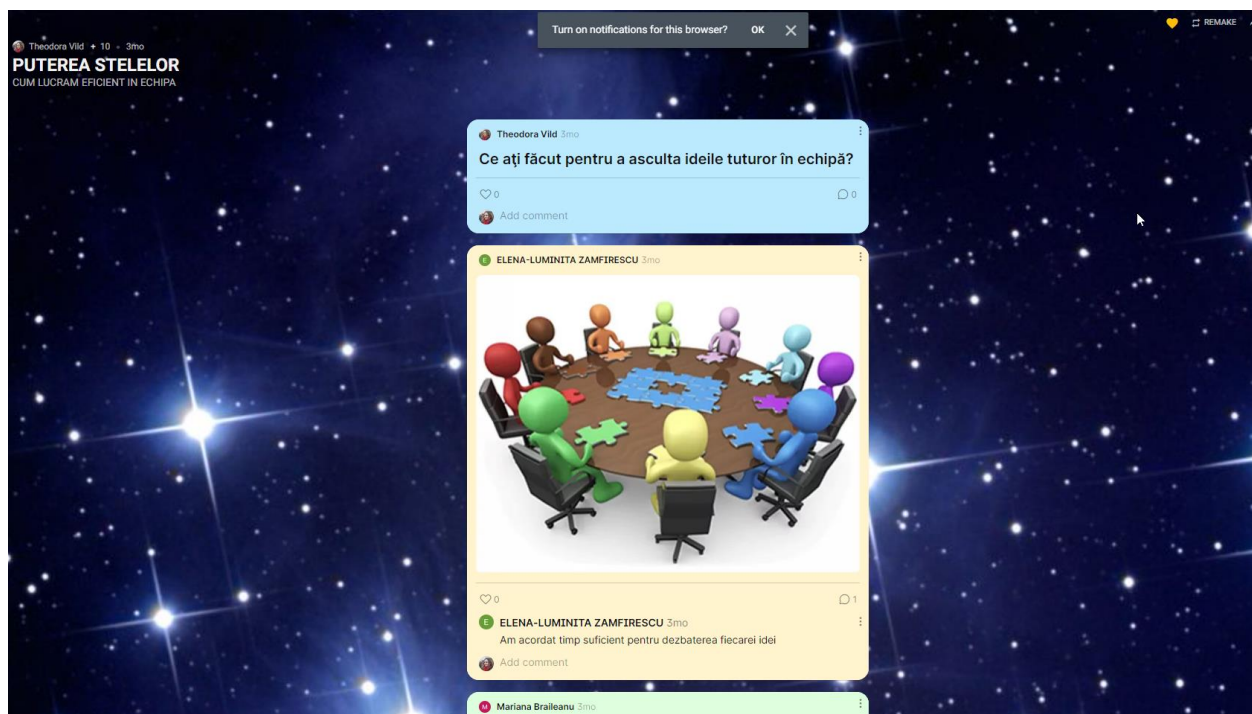 Turn on notifications for this browser? OK
REMAKE
Theodora Vild + 10 • 3mo
PUTEREA STELELOR
CUM LUCRAM EFICIENT IN ECHIPA
Theodora Vild 3mo
Ce aţi făcut pentru a asculta ideile tuturor în echipă?
0 0
Add comment
E ELENA-LUMINITA ZAMFIRESCU 3mo
0 1
E ELENA-LUMINITA ZAMFIRESCU 3mo
Am acordat timp suficient pentru dezbaterea fiecarei idei
Add comment
M Mariana Braileanu 3mo